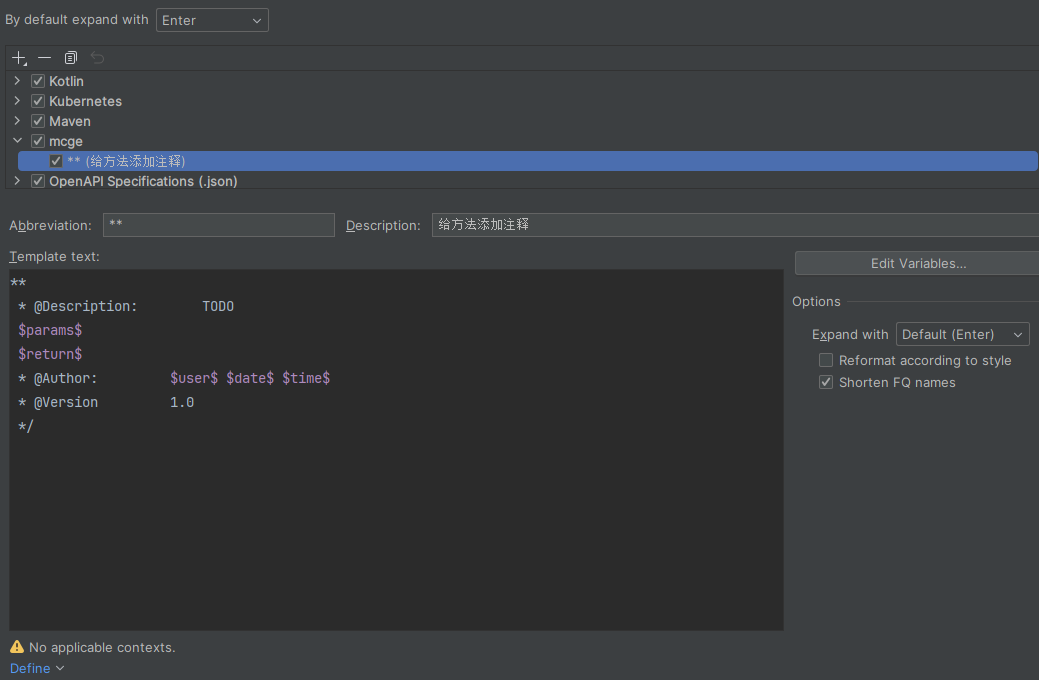 By default expand with Enter
Kotlin
Kubernetes
Maven
mcge
** (给方法添加注释)
OpenAPI Specifications (.json)
Abbreviation: ** Description: 给方法添加注释
Template text:
Edit Variables...
**
* @Description: TODO
$params$
$return$
* @Author: $user$ $date$ $time$
* @Version 1.0
*/
Options
Expand with Default (Enter)
Reformat according to style
Shorten FQ names
No applicable contexts.
Define